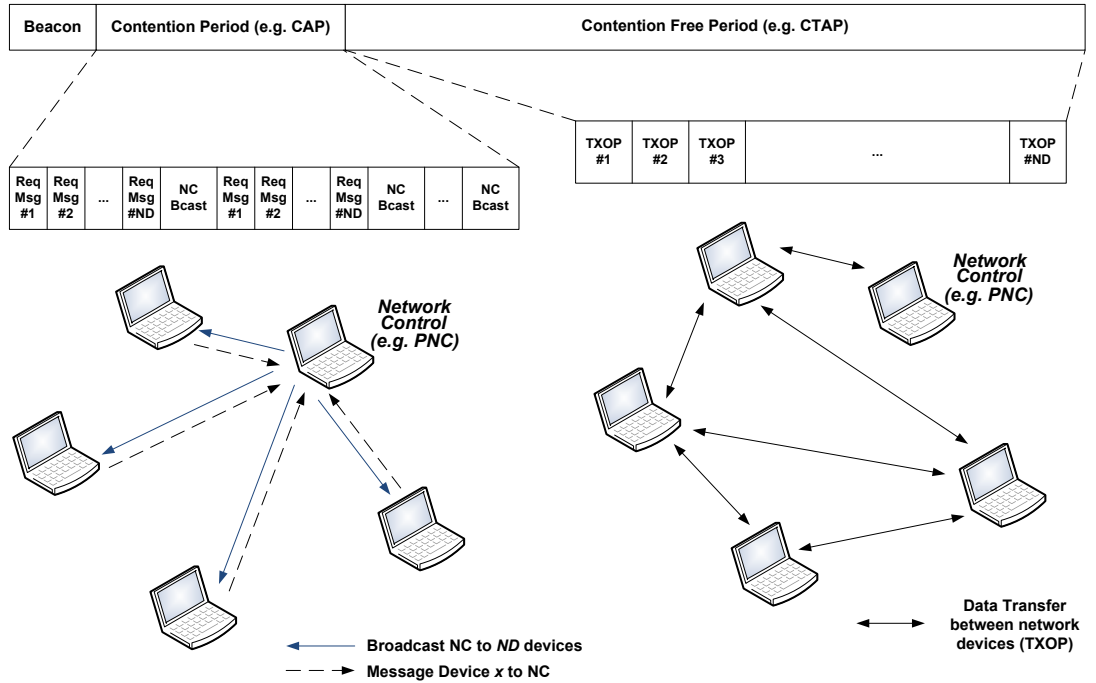 Beacon
Contention Period (e.g. CAP)
Contention Free Period (e.g. CTAP)
TXOP
#1
TXOP
#2
TXOP
#3
...
TXOP
#ND
Req
Msg
#1
Req
Msg
#2
...
Req
Msg
#ND
NC
Bcast
Req
Msg
#1
Req
Msg
#2
...
Req
Msg
#ND
NC
Bcast
...
NC
Bcast
Network
Control
(e.g. PNC)
Network
Control
(e.g. PNC)
Broadcast NC to ND devices
Message Device x to NC
Data Transfer
between network
devices (TXOP)